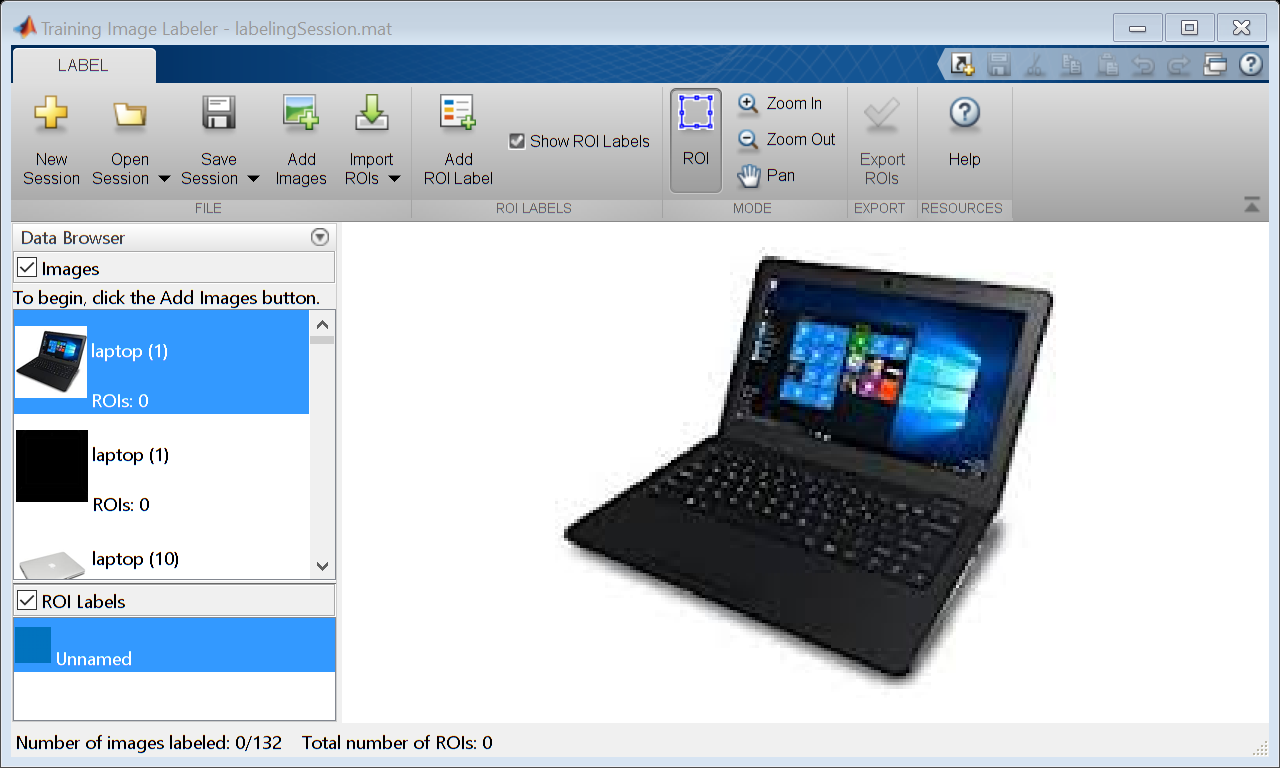 Training Image Labeler - labelingSession.mat
LABEL
New Session
Open Session
Save Session
Add Images
Import ROIs
Add ROI Label
Show ROI Labels
ROI
Zoom In
Zoom Out
Pan
Export ROIs
Help
FILE
ROI LABELS
MODE
EXPORT
RESOURCES
Data Browser
Images
To begin, click the Add Images button.
laptop (1)
ROIs: 0
laptop (1)
ROIs: 0
laptop (10)
ROI Labels
Unnamed
Number of images labeled: 0/132 Total number of ROIs: 0